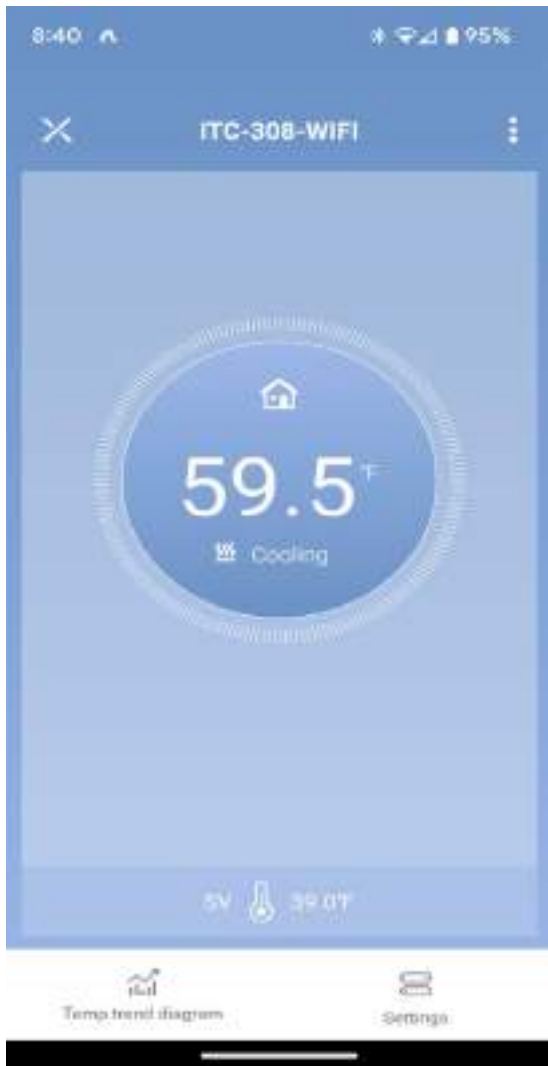 8:40 95%
ITC-308-WIFI
59.5°F
Cooling
SV 39.0°F
Temp trend diagram
Settings